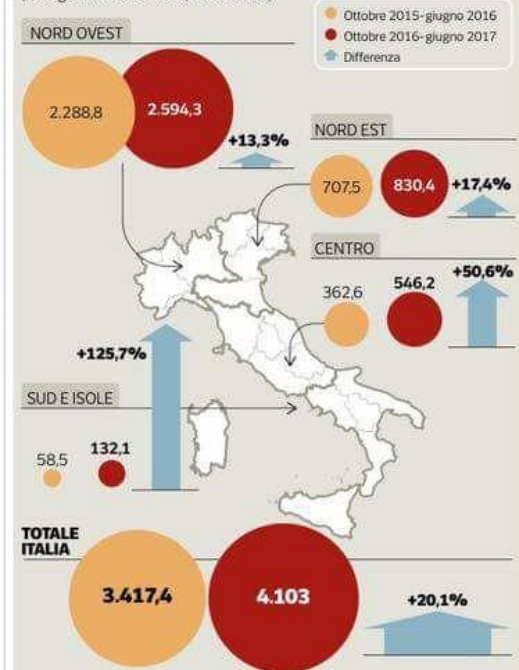 Ottobre 2015-giugno 2016
Ottobre 2016-giugno 2017
Differenza
NORD OVEST
2.288,8
2.594,3
+13,3%
NORD EST
707,5
830,4
+17,4%
CENTRO
362,6
546,2
+50,6%
+125,7%
SUD E ISOLE
58,5
132,1
TOTALE
ITALIA
3.417,4
4.103
+20,1%